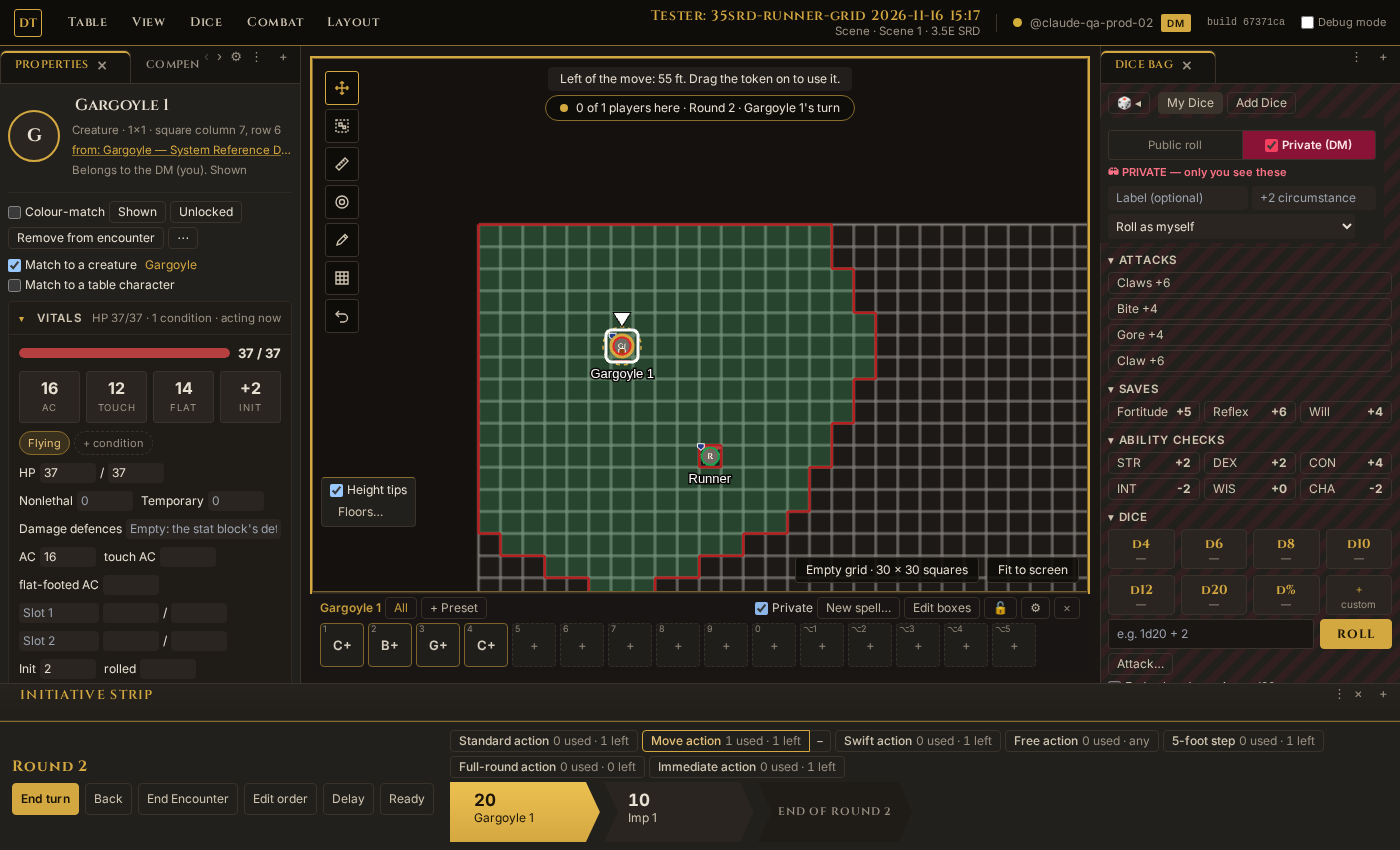 DT
TABLE
VIEW
DICE
COMBAT
LAYOUT
TESTER: 35SRD-RUNNER-GRID 2026-11-16 15:17
Scene · Scene 1 · 3.5E SRD
@claude-qa-prod-02
DM
build 67371ca
Debug mode
PROPERTIES
COMPEN
GARGOYLE 1
G
Creature · 1×1 · square column 7, row 6
from: Gargoyle — System Reference D...
Belongs to the DM (you). Shown
Colour-match
Shown
Unlocked
Remove from encounter
...
Match to a creature Gargoyle
Match to a table character
VITALS HP 37/37 · 1 condition · acting now
37 / 37
16
AC
12
TOUCH
14
FLAT
+2
INIT
Flying
+ condition
HP 37 / 37
Nonlethal 0 Temporary 0
Damage defences Empty: the stat block's def
AC 16 touch AC
flat-footed AC
Slot 1 /
Slot 2 /
Init 2 rolled
Left of the move: 55 ft. Drag the token on to use it.
0 of 1 players here · Round 2 · Gargoyle 1's turn
Gargoyle 1
R
Runner
Height tips
Floors...
Empty grid · 30 × 30 squares
Fit to screen
Gargoyle 1 All + Preset
Private New spell... Edit boxes ×
1 C+
2 B+
3 G+
4 C+
5 +
6 +
7 +
8 +
9 +
0 +
⌥1 +
⌥2 +
⌥3 +
⌥4 +
⌥5 +
DICE BAG
My Dice
Add Dice
Public roll
Private (DM)
PRIVATE — only you see these
Label (optional)
+2 circumstance
Roll as myself
ATTACKS
Claws +6
Bite +4
Gore +4
Claw +6
SAVES
Fortitude +5
Reflex +6
Will +4
ABILITY CHECKS
STR +2
DEX +2
CON +4
INT -2
WIS +0
CHA -2
DICE
D4 —
D6 —
D8 —
D10 —
D12 —
D20 —
D% —
+ custom
e.g. 1d20 + 2
ROLL
Attack...
INITIATIVE STRIP
ROUND 2
End turn
Back
End Encounter
Edit order
Delay
Ready
Standard action 0 used · 1 left
Move action 1 used · 1 left
−
Swift action 0 used · 1 left
Free action 0 used · any
5-foot step 0 used · 1 left
Full-round action 0 used · 0 left
Immediate action 0 used · 1 left
20
Gargoyle 1
10
Imp 1
END OF ROUND 2